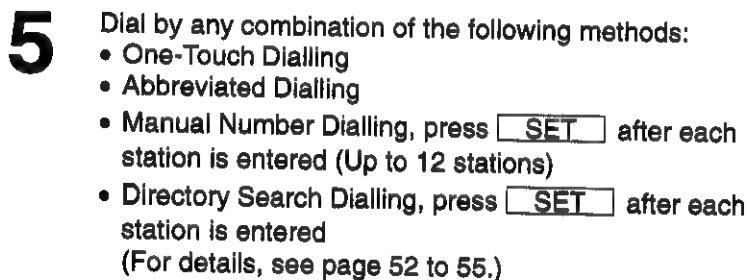 5 Dial by any combination of the following methods:
• One-Touch Dialling
• Abbreviated Dialling
• Manual Number Dialling, press SET after each
station is entered (Up to 12 stations)
• Directory Search Dialling, press SET after each
station is entered
(For details, see page 52 to 55.)